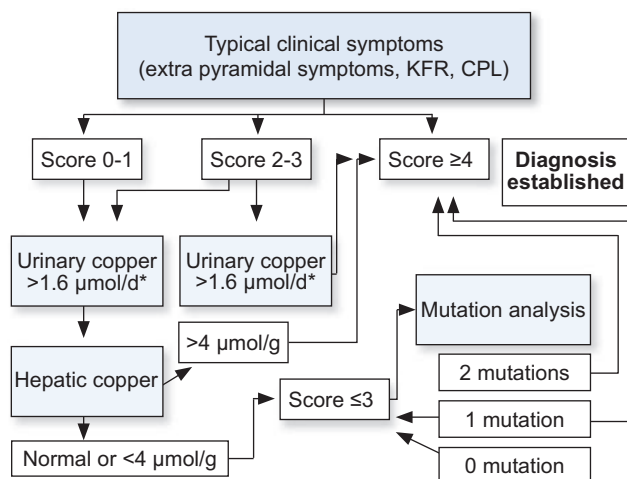 Typical clinical symptoms
(extra pyramidal symptoms, KFR, CPL)
Score 0-1
Score 2-3
Score ≥4
Diagnosis
established
Urinary copper
>1.6 µmol/d*
Urinary copper
>1.6 µmol/d*
Mutation analysis
>4 µmol/g
Hepatic copper
2 mutations
Score ≤3
1 mutation
Normal or <4 µmol/g
0 mutation